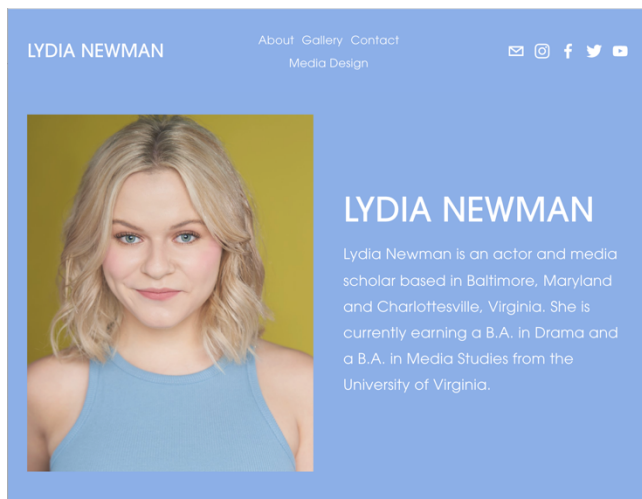 LYDIA NEWMAN
About Gallery Contact
Media Design
LYDIA NEWMAN
Lydia Newman is an actor and media
scholar based in Baltimore, Maryland
and Charlottesville, Virginia. She is
currently earning a B.A. in Drama and
a B.A. in Media Studies from the
University of Virginia.